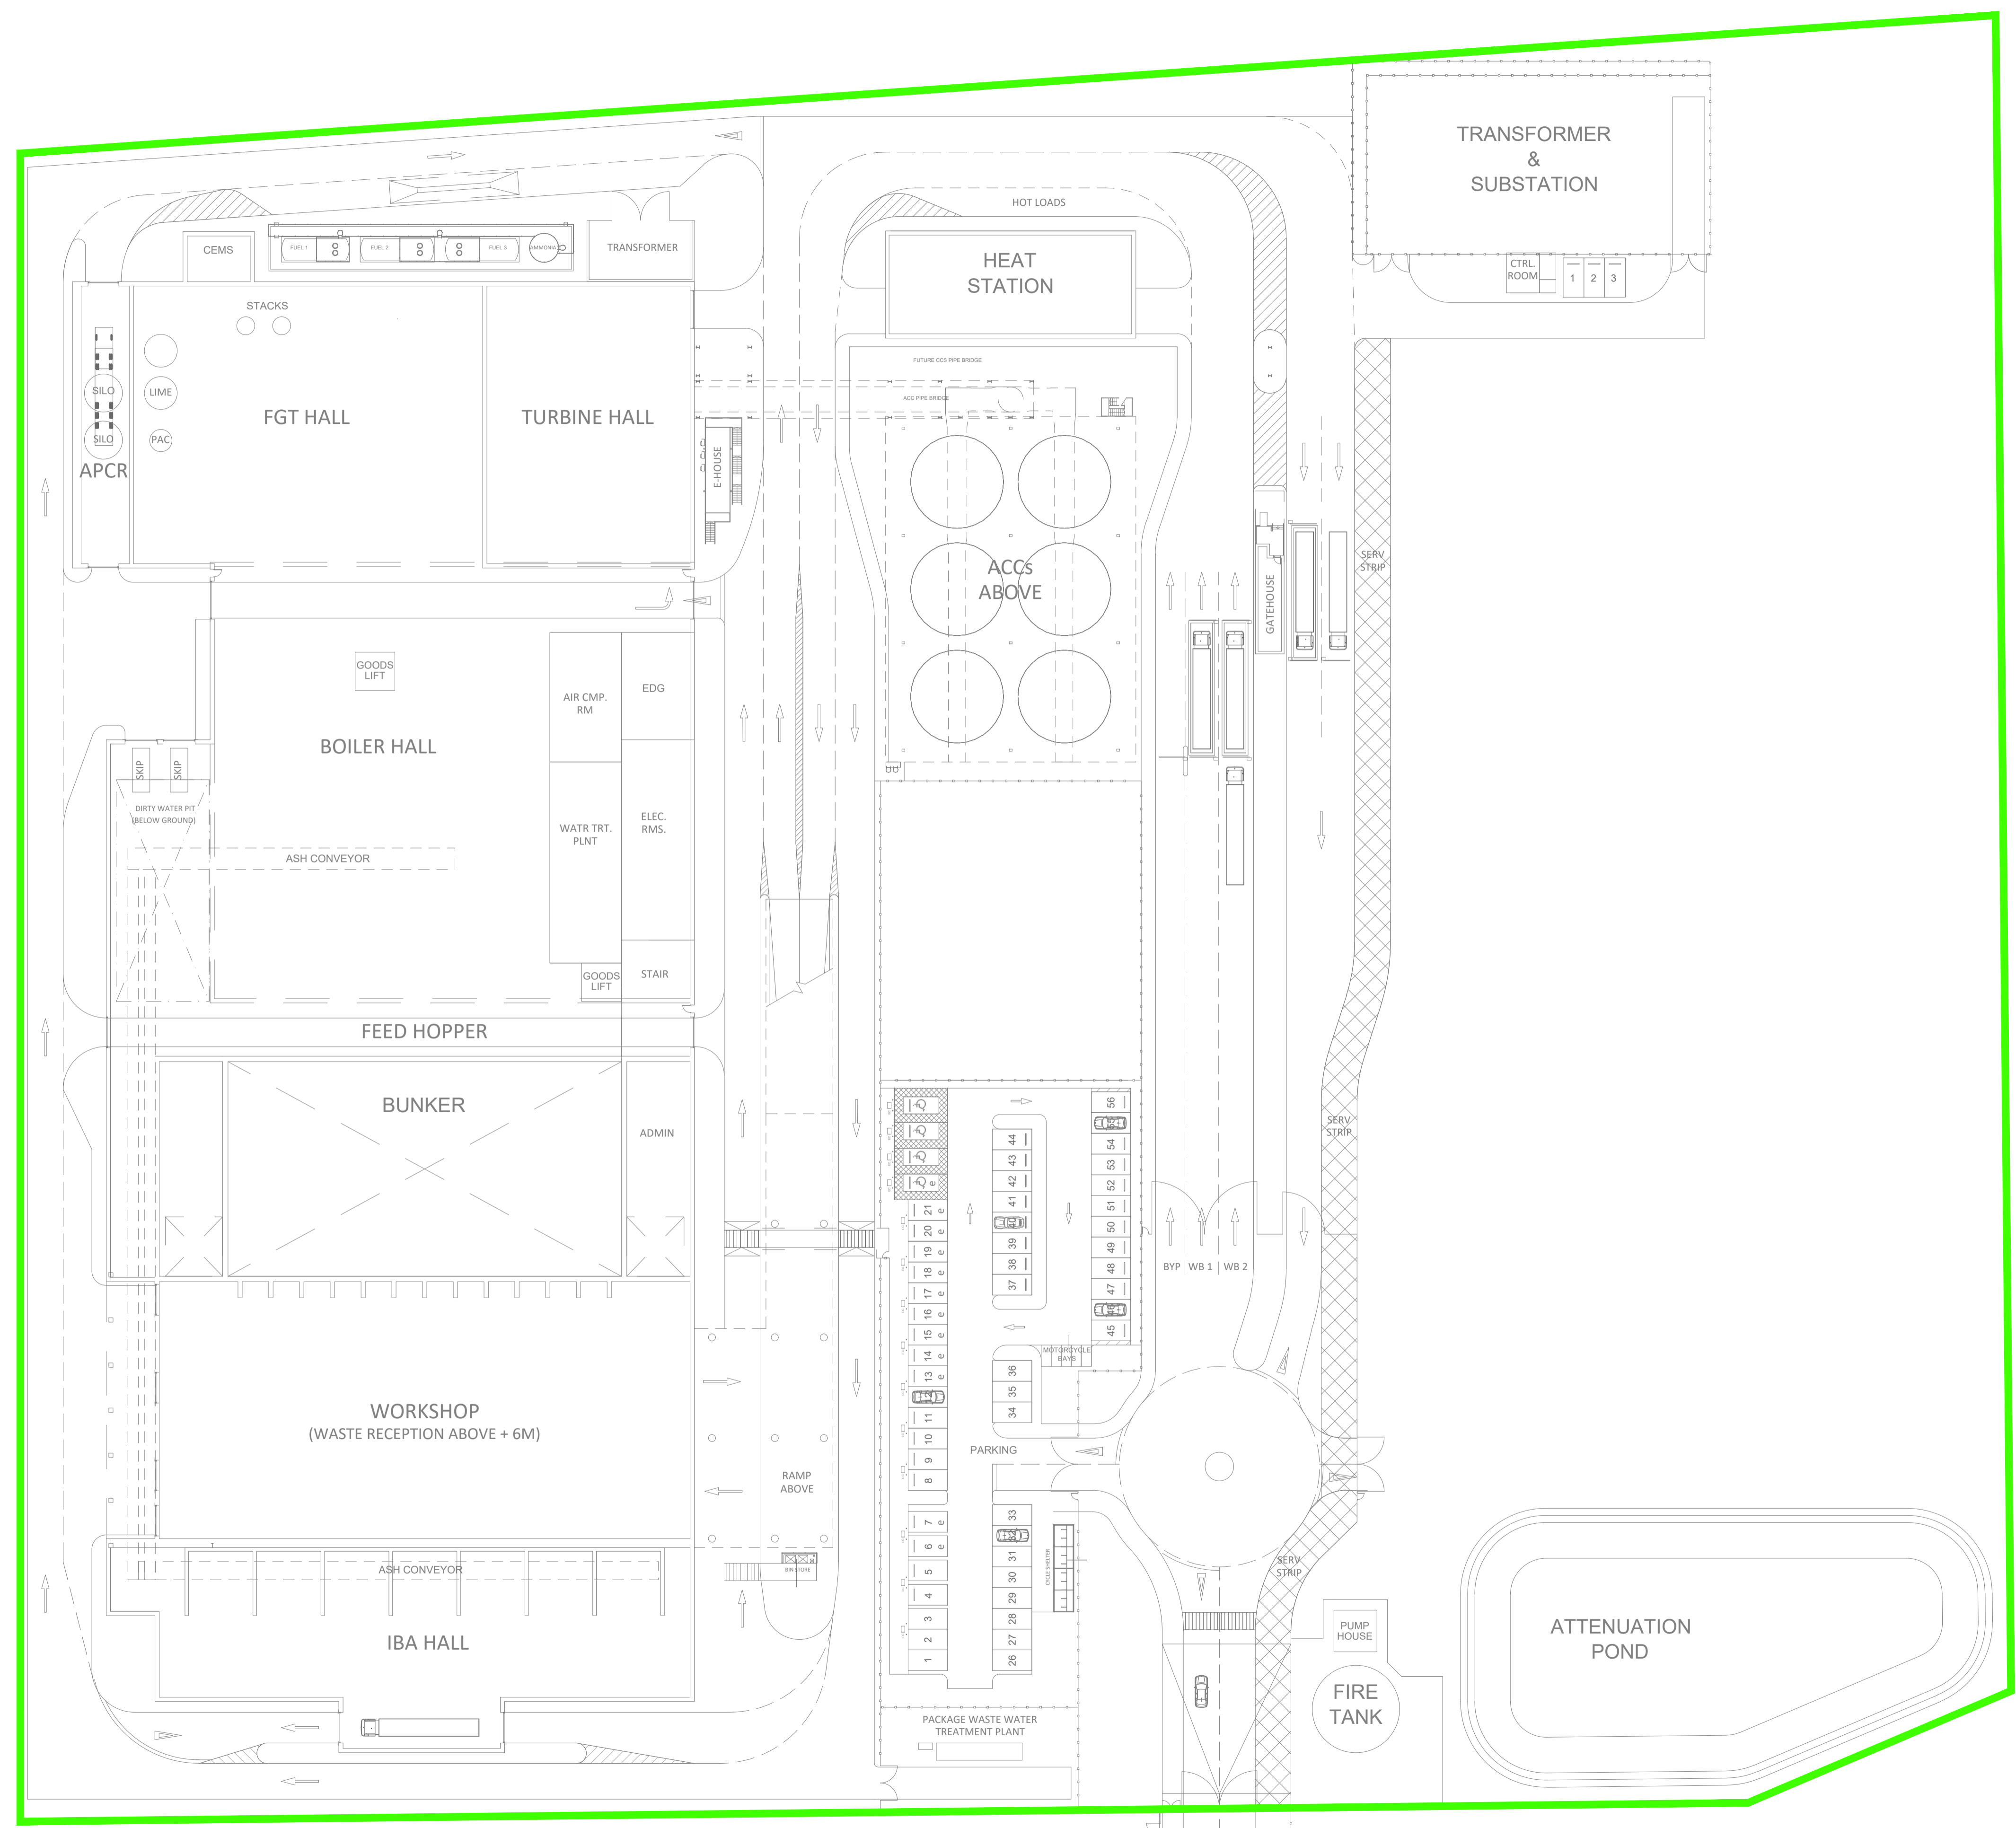 TRANSFORMER
&
SUBSTATION
HOT LOADS
CEMS
FUEL 1
FUEL 2
FUEL 3
AMMONIA
TRANSFORMER
HEAT
STATION
CTRL.
ROOM
1
2
3
STACKS
FUTURE CCS PIPE BRIDGE
ACC PIPE BRIDGE
SILO
LIME
SILO
PAC
APCR
FGT HALL
TURBINE HALL
E-HOUSE
ACCs
ABOVE
GATEHOUSE
SERV
STRIP
GOODS
LIFT
AIR CMP.
RM
EDG
BOILER HALL
SKIP
SKIP
DIRTY WATER PIT
(BELOW GROUND)
WATR TRT.
PLNT
ELEC.
RMS.
ASH CONVEYOR
GOODS
LIFT
STAIR
FEED HOPPER
BUNKER
ADMIN
SERV
STRIP
e
21 e
20 e
19 e
18 e
17 e
16 e
15 e
14 e
13 e
12
11
10
9
8
7 e
6 e
5
4
3
2
1
44
43
42
41
40
39
38
37
36
35
34
33
32
31
30
29
28
27
26
56
55
54
53
52
51
50
49
48
47
46
45
MOTORCYCLE
BAYS
BYP
WB 1
WB 2
WORKSHOP
(WASTE RECEPTION ABOVE + 6M)
RAMP
ABOVE
PARKING
BIN STORE
CYCLE SHELTER
ASH CONVEYOR
IBA HALL
SERV
STRIP
PUMP
HOUSE
FIRE
TANK
ATTENUATION
POND
PACKAGE WASTE WATER
TREATMENT PLANT